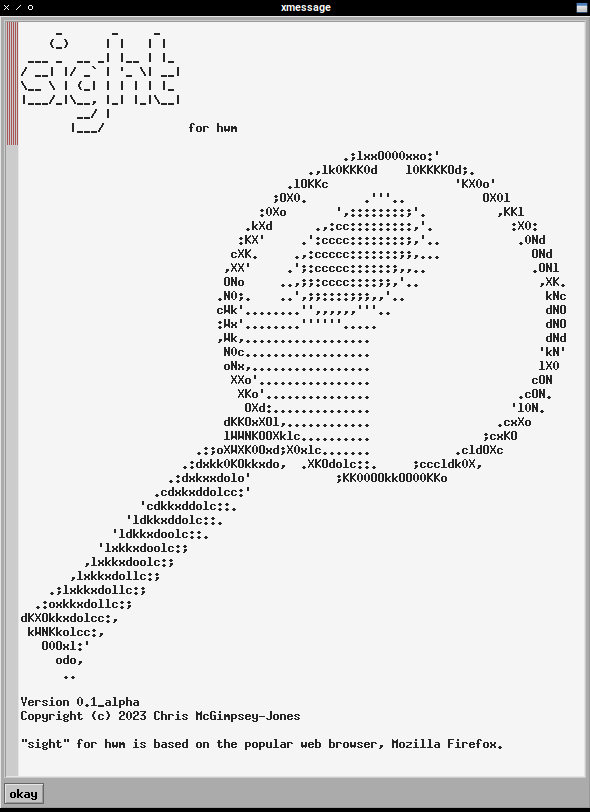 xmessage
sight
for hwm
Version 0.1_alpha
Copyright (c) 2023 Chris McGimpsey-Jones
"sight" for hwm is based on the popular web browser, Mozilla Firefox.
okay